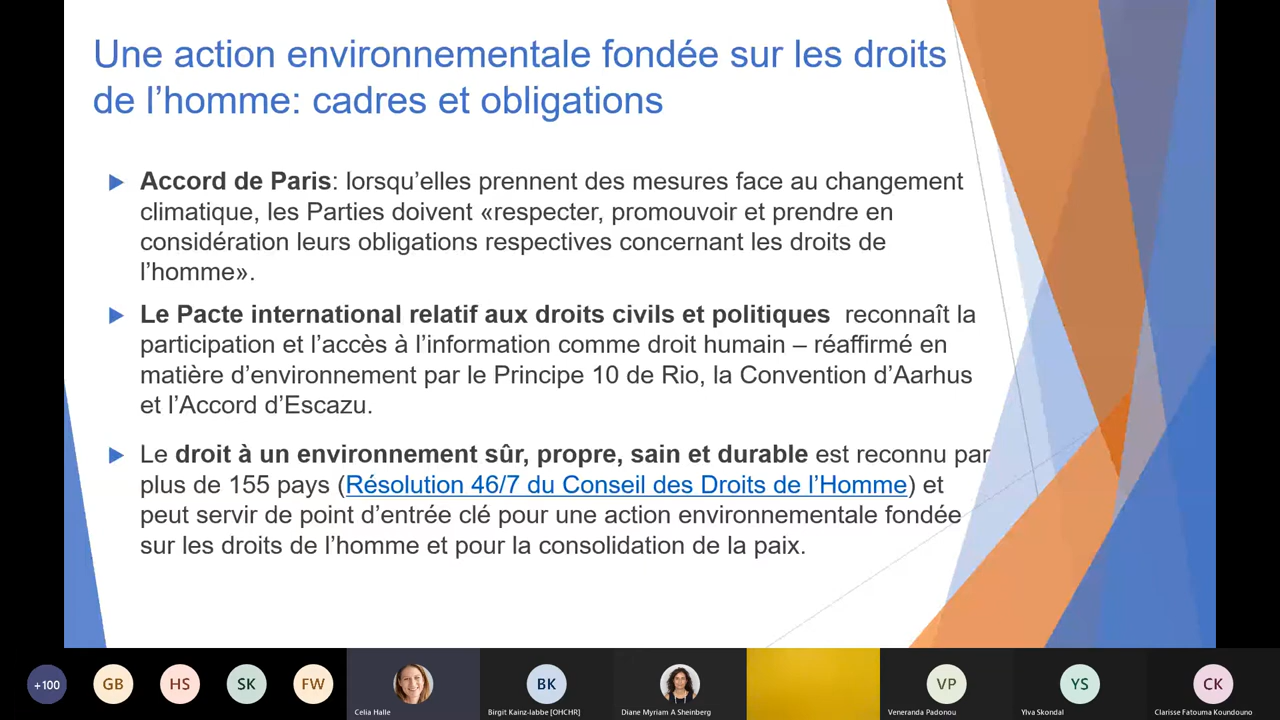 Une action environnementale fondée sur les droits
de l’homme: cadres et obligations
Accord de Paris: lorsqu’elles prennent des mesures face au changement
climatique, les Parties doivent «respecter, promouvoir et prendre en
considération leurs obligations respectives concernant les droits de
l’homme».
Le Pacte international relatif aux droits civils et politiques reconnaît la
participation et l’accès à l’information comme droit humain – réaffirmé en
matière d’environnement par le Principe 10 de Rio, la Convention d’Aarhus
et l’Accord d’Escazu.
Le droit à un environnement sûr, propre, sain et durable est reconnu par
plus de 155 pays (Résolution 46/7 du Conseil des Droits de l’Homme) et
peut servir de point d’entrée clé pour une action environnementale fondée
sur les droits de l’homme et pour la consolidation de la paix.
+100 GB HS SK FW BK VP YS CK
Celia Halle Birgit Kainz-labbe [OHCHR] Diane Myriam A Sheinberg Veneranda Padonou Ylva Skondal Clarisse Fatouma Koundouno